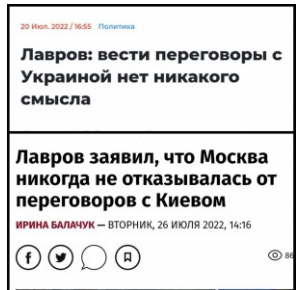 20 Июл. 2022 / 16:55 Политика
Лавров: вести переговоры с
Украиной нет никакого
смысла
Лавров заявил, что Москва
никогда не отказывалась от
переговоров с Киевом
ИРИНА БАЛАЧУК — ВТОРНИК, 26 ИЮЛЯ 2022, 14:16
86